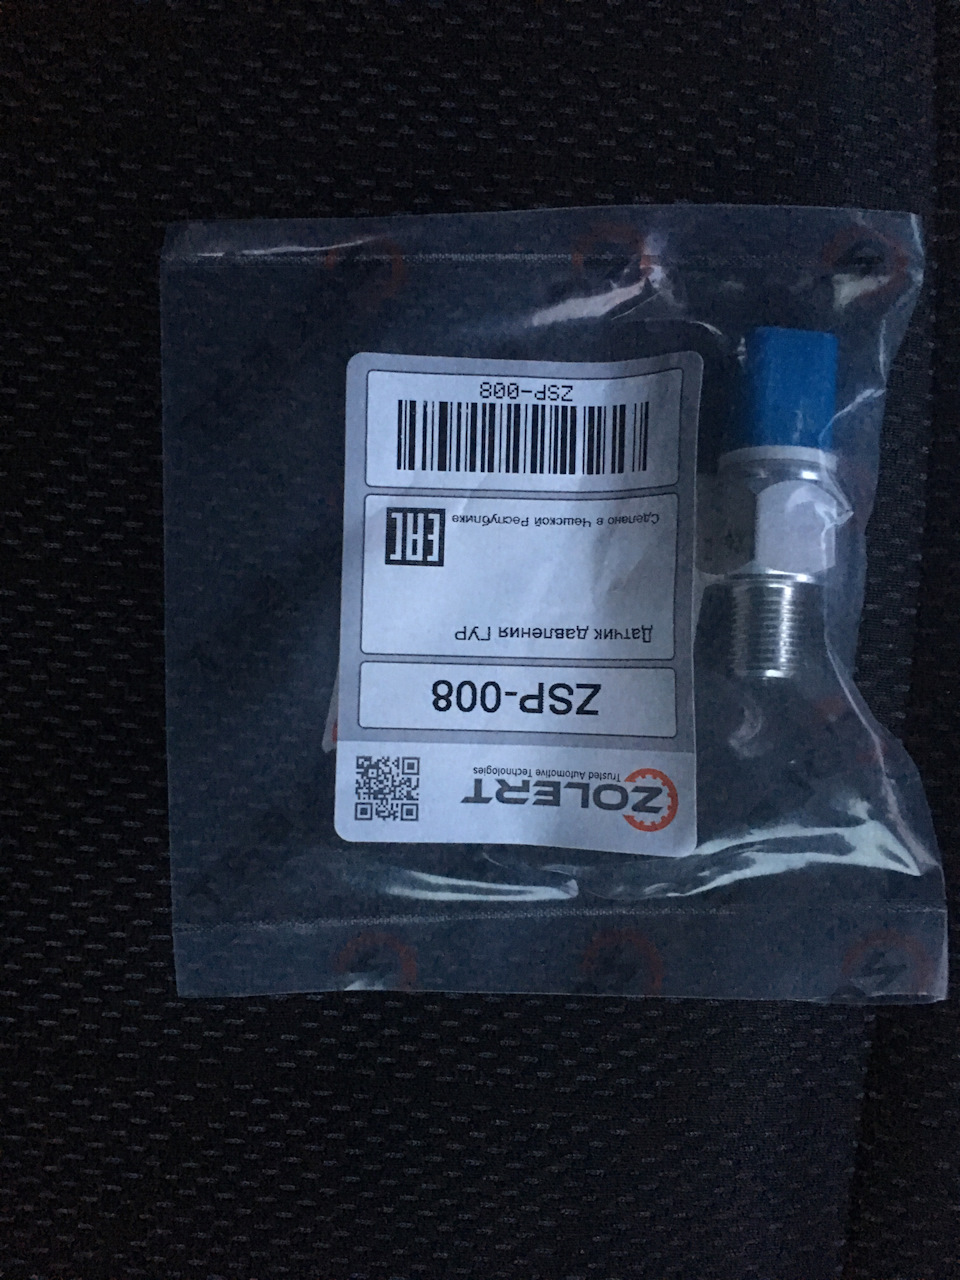 ZOLERT
Trusted Automotive Technologies
ZSP-008
Датчик давления ГУР
Сделано в Чешской Республике
EAC
ZSP-008